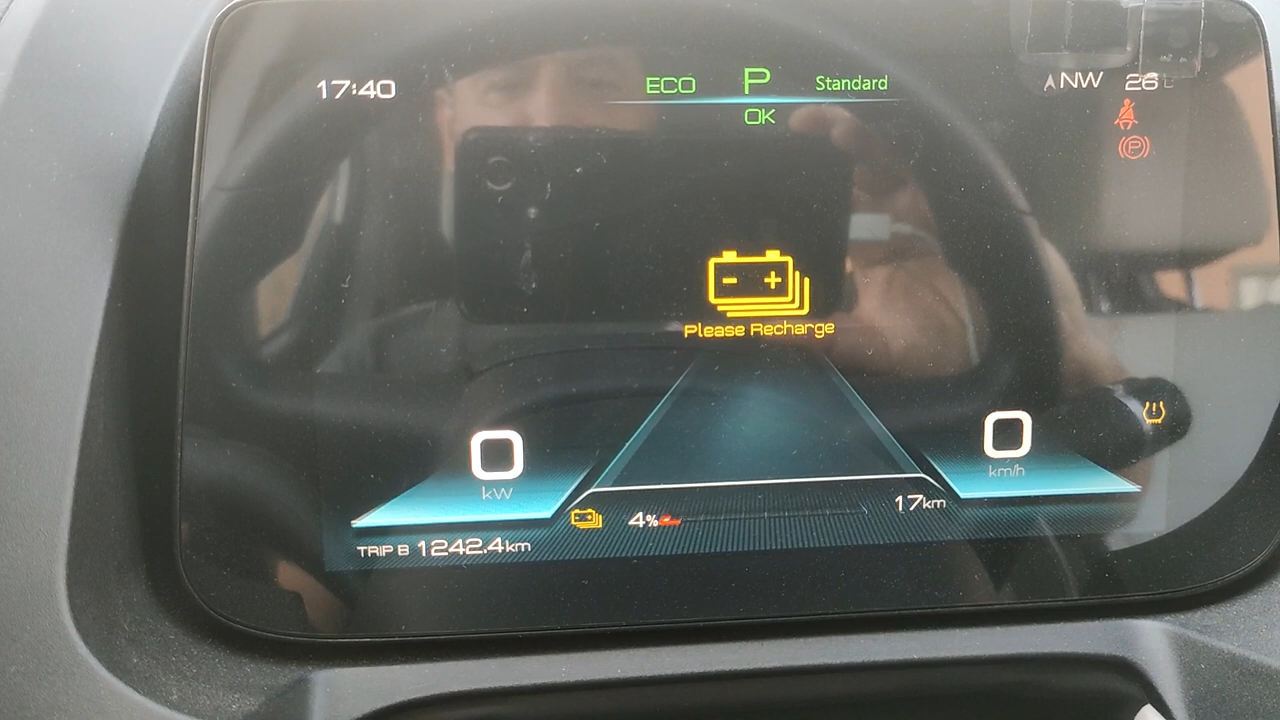 17:40 ECO P Standard NW 26°C
OK
Please Recharge
0 0
kW km/h
4% 17km
TRIP B 1242.4km